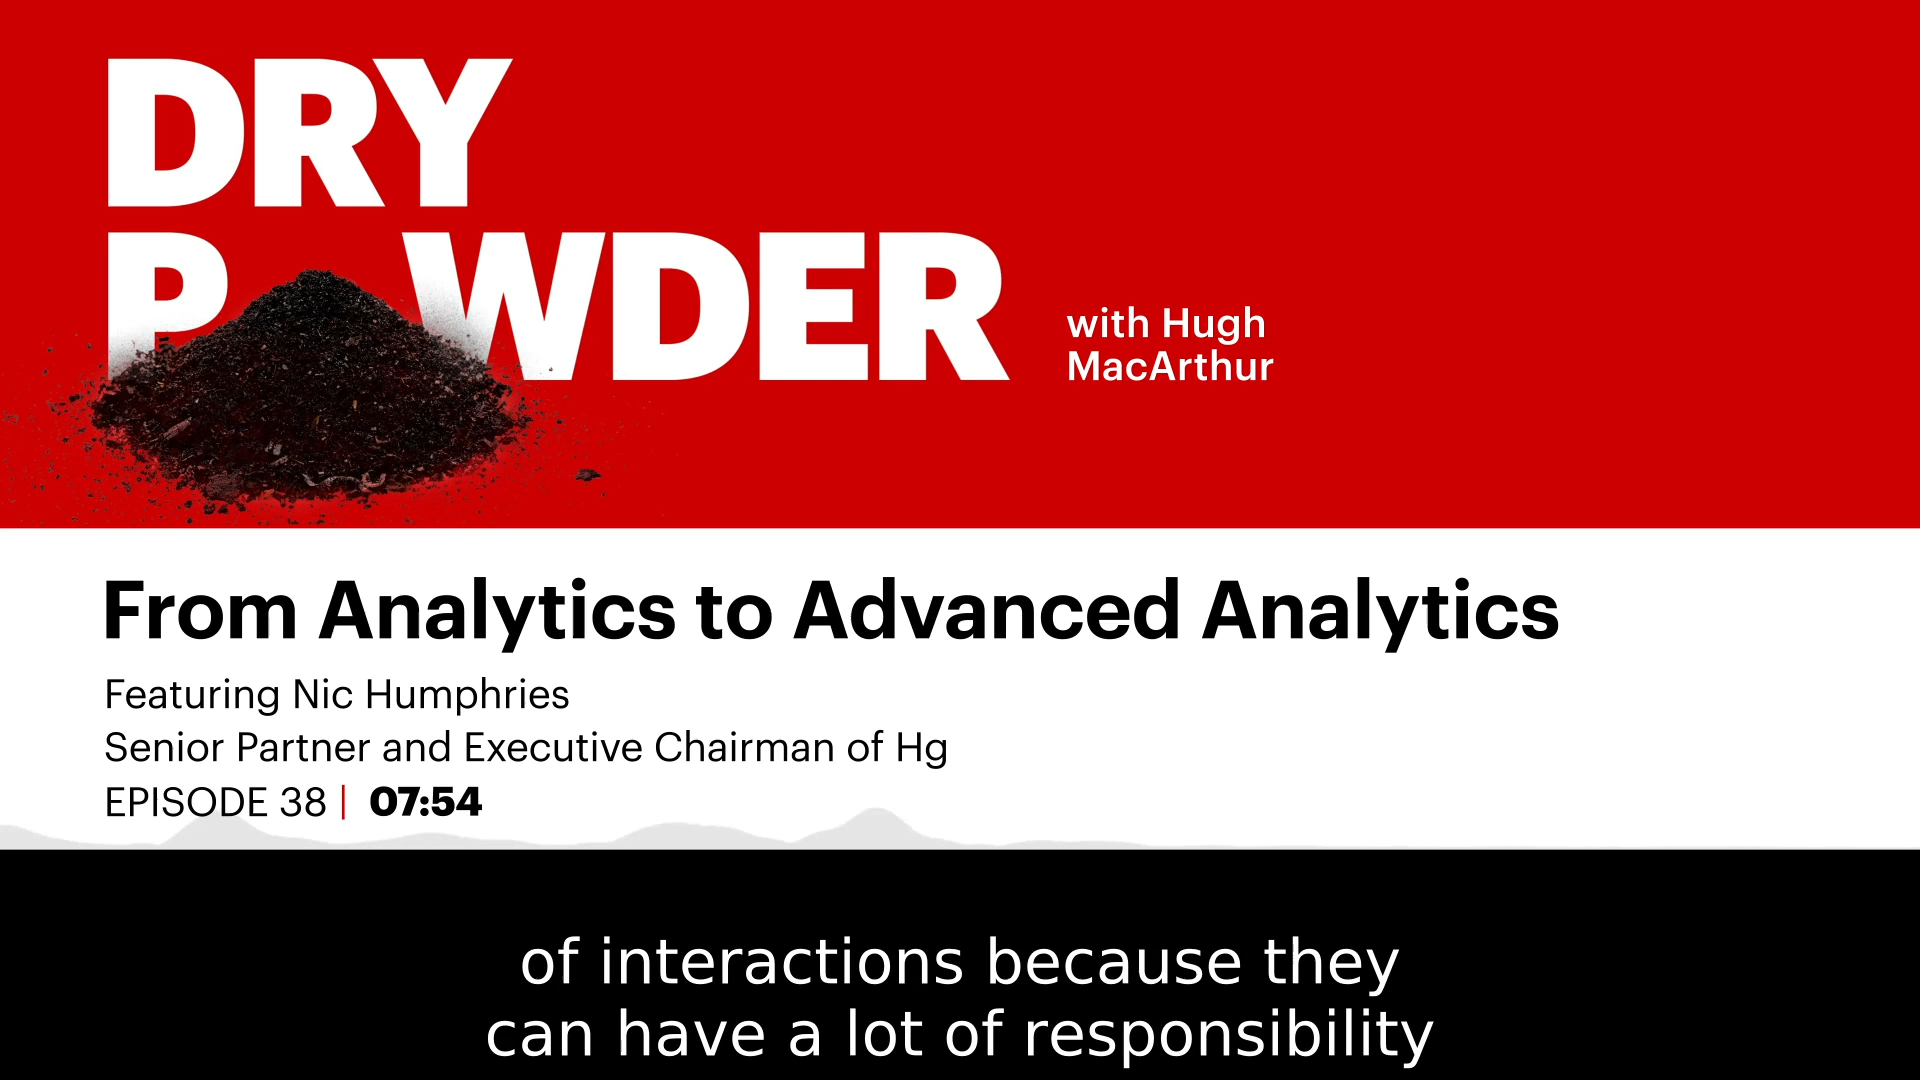 DRY
POWDER
with Hugh
MacArthur
From Analytics to Advanced Analytics
Featuring Nic Humphries
Senior Partner and Executive Chairman of Hg
EPISODE 38 | 07:54
of interactions because they
can have a lot of responsibility